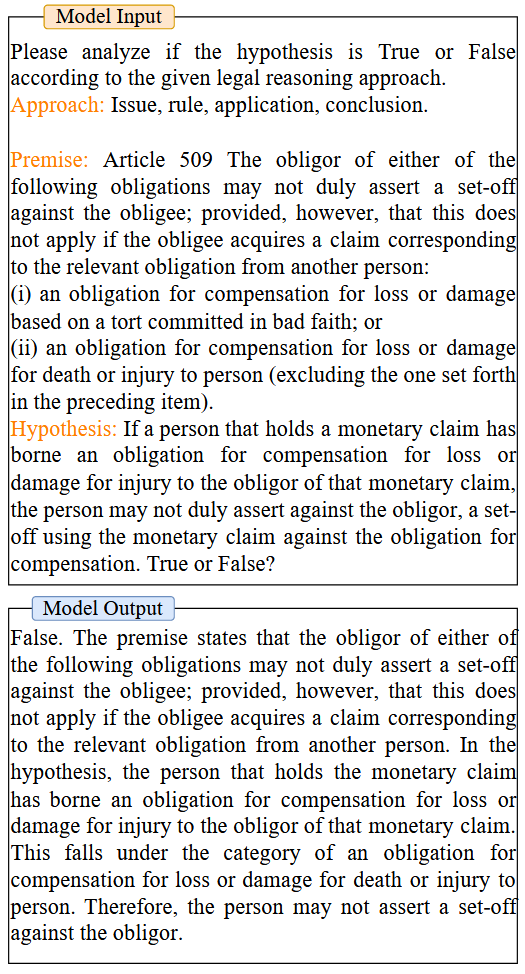 Model Input
Please analyze if the hypothesis is True or False
according to the given legal reasoning approach.
Approach: Issue, rule, application, conclusion.
Premise: Article 509 The obligor of either of the
following obligations may not duly assert a set-off
against the obligee; provided, however, that this does
not apply if the obligee acquires a claim corresponding
to the relevant obligation from another person:
(i) an obligation for compensation for loss or damage
based on a tort committed in bad faith; or
(ii) an obligation for compensation for loss or damage
for death or injury to person (excluding the one set forth
in the preceding item).
Hypothesis: If a person that holds a monetary claim has
borne an obligation for compensation for loss or
damage for injury to the obligor of that monetary claim,
the person may not duly assert against the obligor, a set-
off using the monetary claim against the obligation for
compensation. True or False?
Model Output
False. The premise states that the obligor of either of
the following obligations may not duly assert a set-off
against the obligee; provided, however, that this does
not apply if the obligee acquires a claim corresponding
to the relevant obligation from another person. In the
hypothesis, the person that holds the monetary claim
has borne an obligation for compensation for loss or
damage for injury to the obligor of that monetary claim.
This falls under the category of an obligation for
compensation for loss or damage for death or injury to
person. Therefore, the person may not assert a set-off
against the obligor.